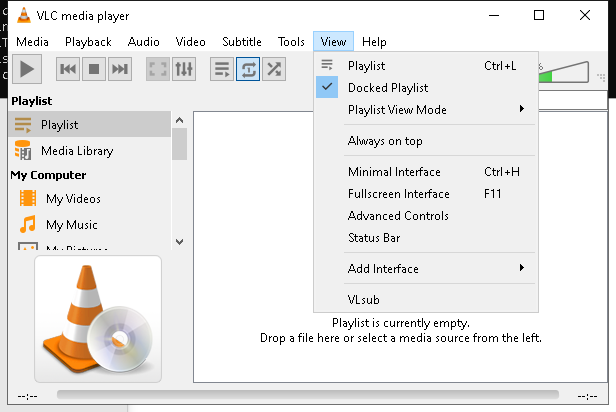 VLC media player
Media Playback Audio Video Subtitle Tools View Help
%
Playlist
Playlist
Media Library
My Computer
My Videos
My Music
Playlist Ctrl+L
Docked Playlist
Playlist View Mode
Always on top
Minimal Interface Ctrl+H
Fullscreen Interface F11
Advanced Controls
Status Bar
Add Interface
VLsub
Playlist is currently empty.
Drop a file here or select a media source from the left.
--:-- --:--